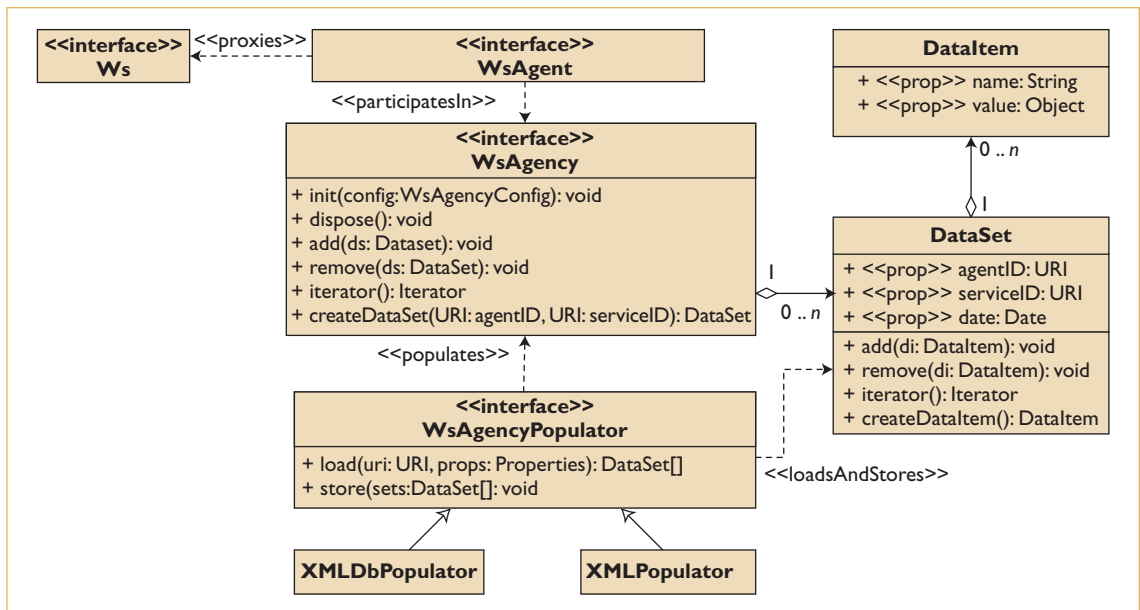 <<interface>>
Ws
<<proxies>>
<<interface>>
WsAgent
<<participatesIn>>
<<interface>>
WsAgency
+ init(config:WsAgencyConfig): void
+ dispose(): void
+ add(ds: Dataset): void
+ remove(ds: DataSet): void
+ iterator(): Iterator
+ createDataSet(URI: agentID, URI: serviceID): DataSet
<<populates>>
<<interface>>
WsAgencyPopulator
+ load(uri: URI, props: Properties): DataSet[]
+ store(sets:DataSet[]: void
XMLDbPopulator
XMLPopulator
DataItem
+ <<prop>> name: String
+ <<prop>> value: Object
0 .. n
1
DataSet
+ <<prop>> agentID: URI
+ <<prop>> serviceID: URI
+ <<prop>> date: Date
+ add(di: DataItem): void
+ remove(di: DataItem): void
+ iterator(): Iterator
+ createDataItem(): DataItem
1
0 .. n
<<loadsAndStores>>